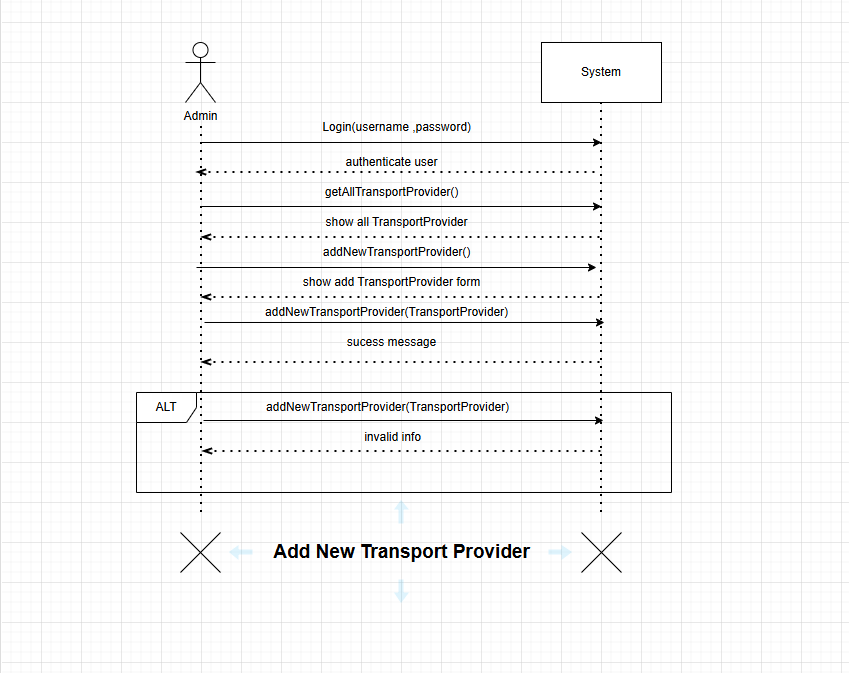 System
Admin
Login(username ,password)
authenticate user
getAllTransportProvider()
show all TransportProvider
addNewTransportProvider()
show add TransportProvider form
addNewTransportProvider(TransportProvider)
sucess message
ALT
addNewTransportProvider(TransportProvider)
invalid info
Add New Transport Provider